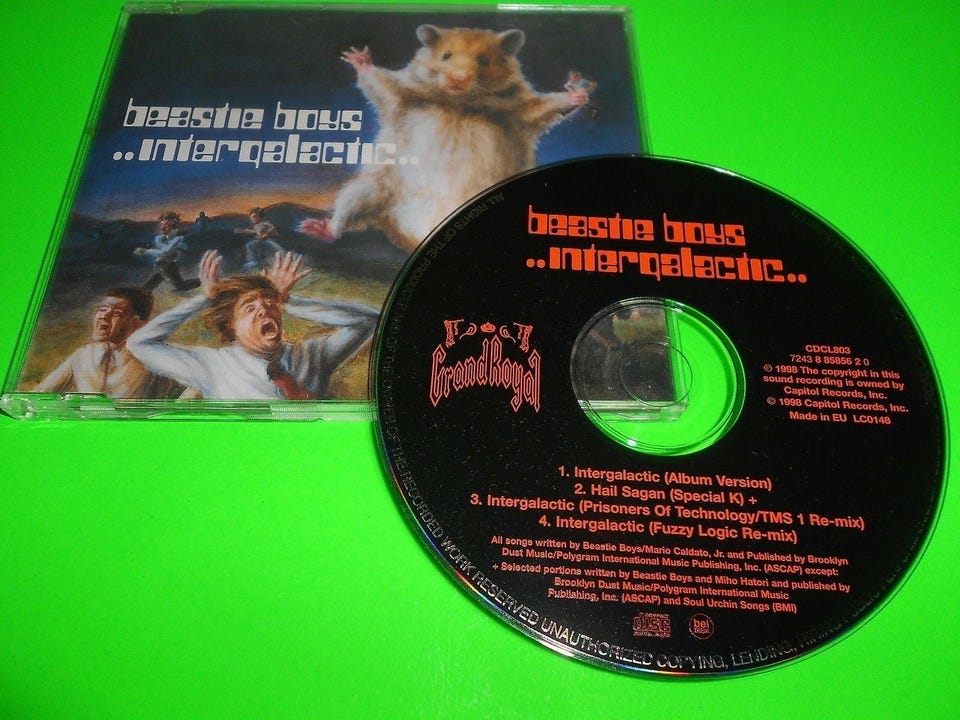 beastie boys
..intergalactic..
beastie boys
..intergalactic..
Grand Royal
CDCL803
7243 8 85856 2 0
℗ 1998 The copyright in this
sound recording is owned by
Capitol Records, Inc.
© 1998 Capitol Records, Inc.
Made in EU LC0148
1. Intergalactic (Album Version)
2. Hail Sagan (Special K) +
3. Intergalactic (Prisoners Of Technology/TMS 1 Re-mix)
4. Intergalactic (Fuzzy Logic Re-mix)
All songs written by Beastie Boys/Mario Caldato, Jr. and Published by Brooklyn
Dust Music/Polygram International Music Publishing, Inc. (ASCAP) except:
+ Selected portions written by Beastie Boys and Miho Hatori and published by
Brooklyn Dust Music/Polygram International Music
Publishing, Inc. (ASCAP) and Soul Urchin Songs (BMI)
disc
bel
ALL RIGHTS OF THE PRODUCER AND OF THE OWNER OF THE RECORDED WORK RESERVED UNAUTHORIZED COPYING, LENDING, HIRING, PUBLIC